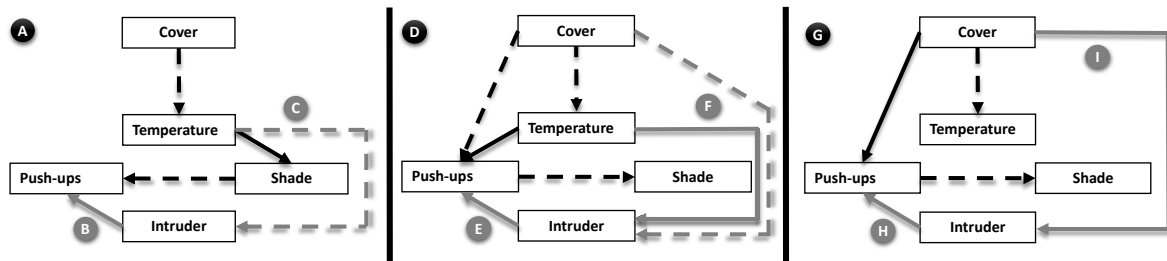 A
Cover
C
Temperature
Push-ups
Shade
B
Intruder
D
Cover
F
Temperature
Push-ups
Shade
E
Intruder
G
Cover
I
Temperature
Push-ups
Shade
H
Intruder